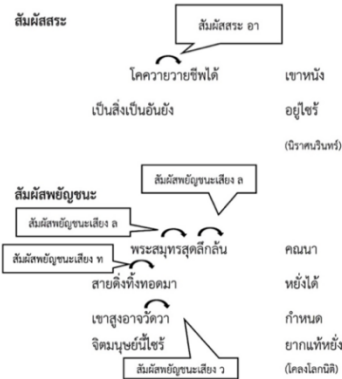 สัมผัสสระ
สัมผัสสระ อา
โคควายวายชีพได้ เขาหนัง
เป็นสิ่งเป็นอันยัง อยู่ไซร้
(นิราศนรินทร์)
สัมผัสพยัญชนะเสียง ล
สัมผัสพยัญชนะ
สัมผัสพยัญชนะเสียง ล
พระสมุทรสุดลึกล้น คณนา
สัมผัสพยัญชนะเสียง ท
สายดิ่งทิ้งทอดมา หยั่งได้
เขาสูงอาจวัดวา กำหนด
จิตมนุษย์นี้ไซร้ ยากแท้หยั่ง
สัมผัสพยัญชนะเสียง ว
(โคลงโลกนิติ)